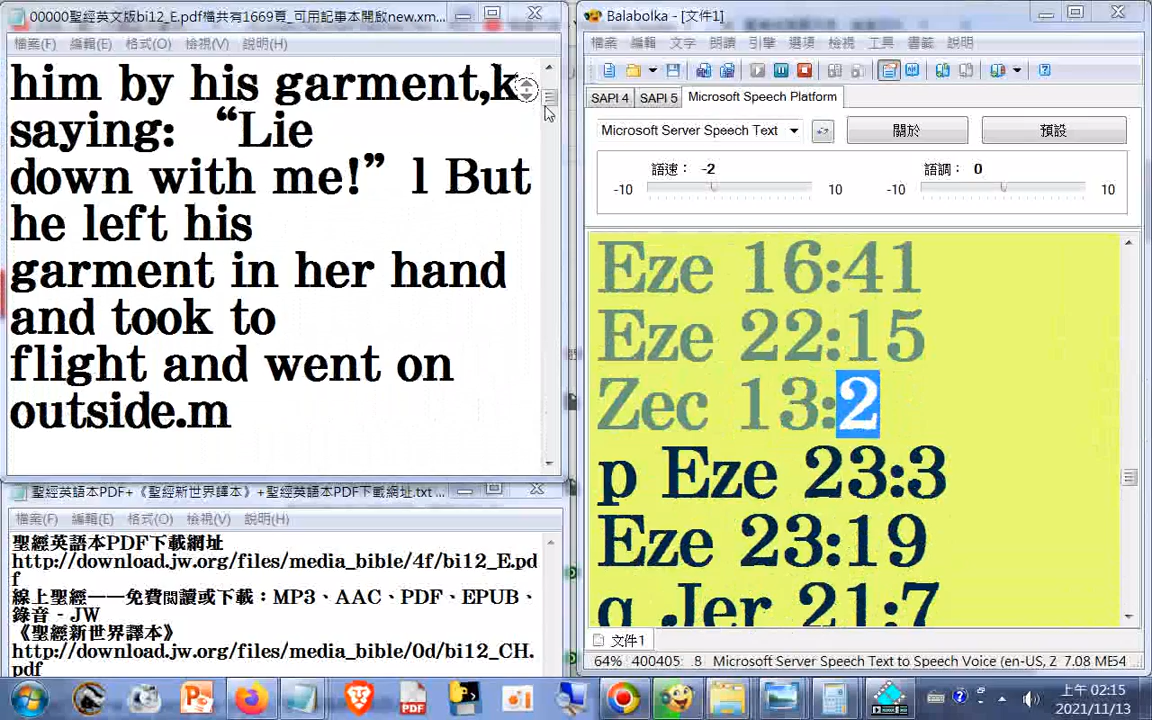 00000聖經英文版bi12_E.pdf檔共有1669頁_可用記事本開啟new.xm...
檔案(F) 編輯(E) 格式(O) 檢視(V) 說明(H)
him by his garment,k
saying: “Lie
down with me!” l But
he left his
garment in her hand
and took to
flight and went on
outside.m
聖經英語本PDF+《聖經新世界譯本》+聖經英語本PDF下載網址.txt ...
檔案(F) 編輯(E) 格式(O) 檢視(V) 說明(H)
聖經英語本PDF下載網址
http://download.jw.org/files/media_bible/4f/bi12_E.pd
f
線上聖經——免費閱讀或下載：MP3、AAC、PDF、EPUB、
錄音 - JW
《聖經新世界譯本》
http://download.jw.org/files/media_bible/0d/bi12_CH.
pdf
Balabolka - [文件1]
檔案 編輯 文字 朗讀 引擎 選項 檢視 工具 書籤 說明
SAPI 4 SAPI 5 Microsoft Speech Platform
Microsoft Server Speech Text 關於 預設
語速： -2 語調： 0
-10 10 -10 10
Eze 16:41
Eze 22:15
Zec 13:2
p Eze 23:3
Eze 23:19
q Jer 21:7
文件1
64% 400405: 8 Microsoft Server Speech Text to Speech Voice (en-US, Z 7.08 ME 54
上午 02:15
2021/11/13